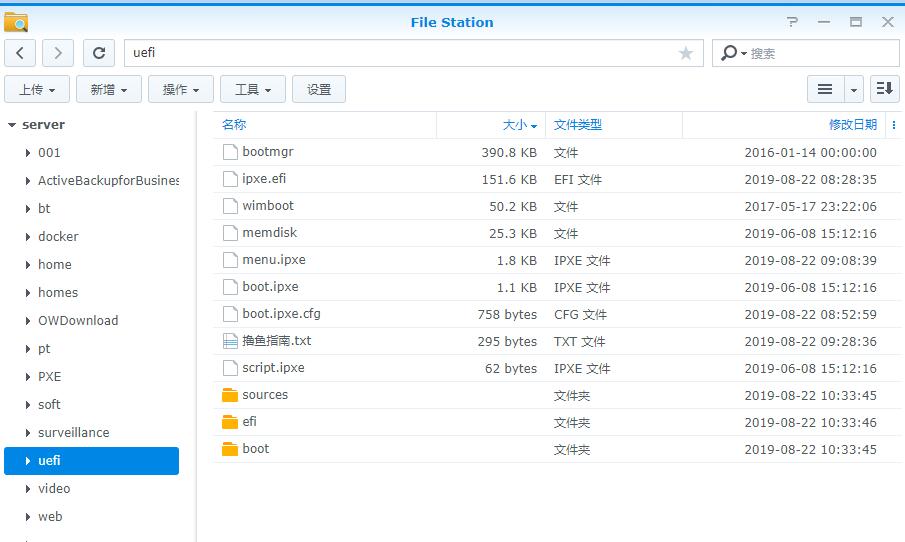 File Station
uefi
搜索
上传 新增 操作 工具 设置
server
001
ActiveBackupforBusines
bt
docker
home
homes
OWDownload
pt
PXE
soft
surveillance
uefi
video
web
名称 大小 文件类型 修改日期
bootmgr 390.8 KB 文件 2016-01-14 00:00:00
ipxe.efi 151.6 KB EFI 文件 2019-08-22 08:28:35
wimboot 50.2 KB 文件 2017-05-17 23:22:06
memdisk 25.3 KB 文件 2019-06-08 15:12:16
menu.ipxe 1.8 KB IPXE 文件 2019-08-22 09:08:39
boot.ipxe 1.1 KB IPXE 文件 2019-06-08 15:12:16
boot.ipxe.cfg 758 bytes CFG 文件 2019-08-22 08:52:59
撸鱼指南.txt 295 bytes TXT 文件 2019-08-22 09:28:36
script.ipxe 62 bytes IPXE 文件 2019-06-08 15:12:16
sources 文件夹 2019-08-22 10:33:45
efi 文件夹 2019-08-22 10:33:46
boot 文件夹 2019-08-22 10:33:45